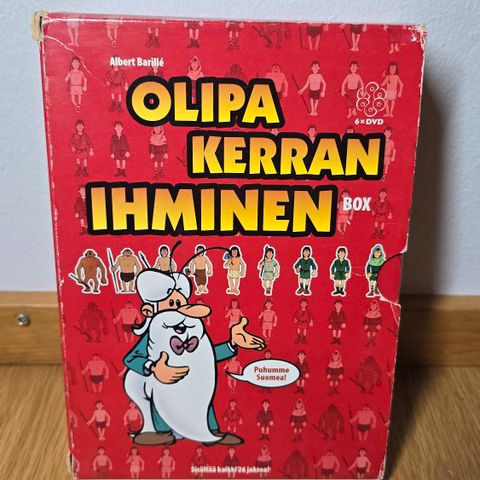 Albert Barillé
OLIPA
6×DVD
KERRAN
IHMINEN
BOX
Puhumme
Suomea!
Sisältää kaikki 26 jaksoa!